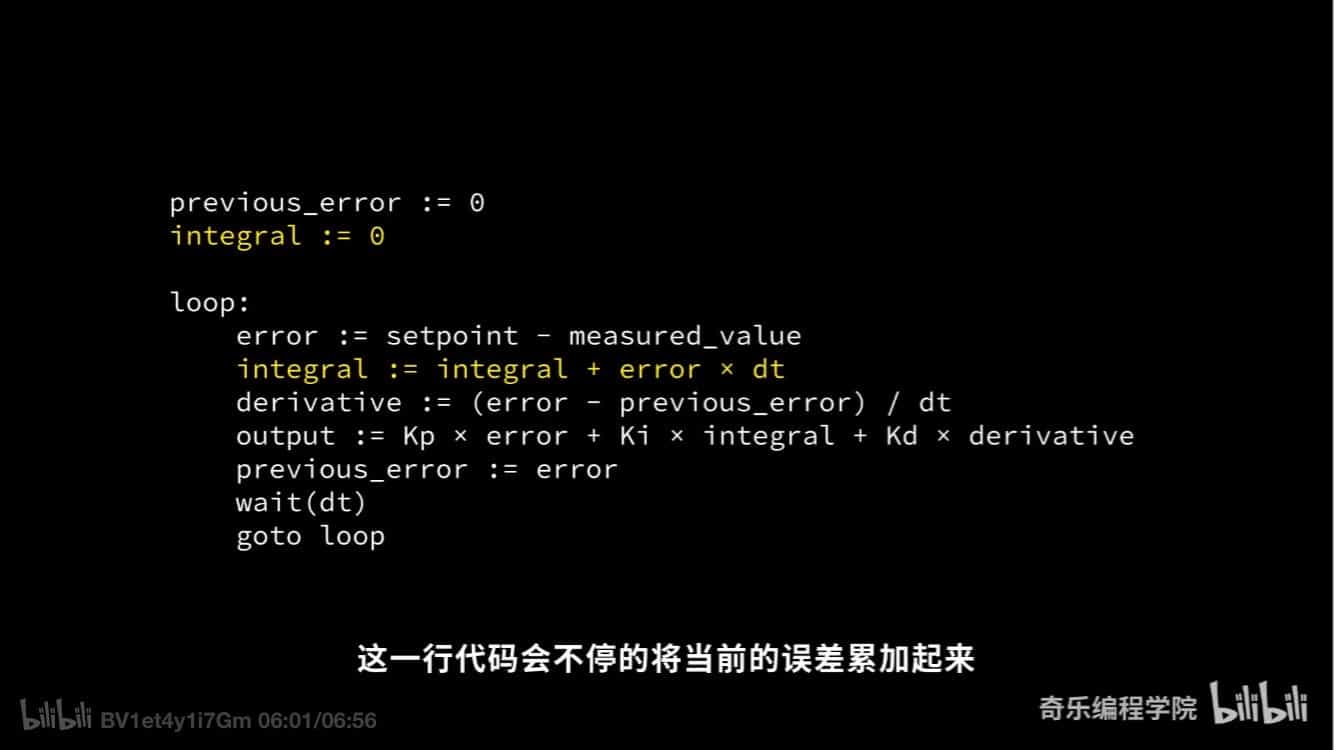 previous_error := 0
integral := 0
loop:
error := setpoint - measured_value
integral := integral + error × dt
derivative := (error - previous_error) / dt
output := Kp × error + Ki × integral + Kd × derivative
previous_error := error
wait(dt)
goto loop
这一行代码会不停的将当前的误差累加起来
bilibili BV1et4y1i7Gm 06:01/06:56
奇乐编程学院 bilibili